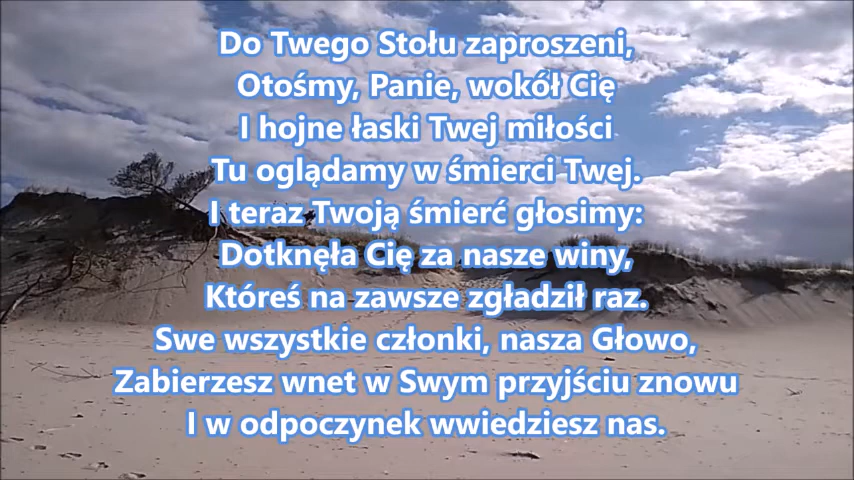 Do Twego Stołu zaproszeni,
Otośmy, Panie, wokół Cię
I hojne łaski Twej miłości
Tu oglądamy w śmierci Twej.
I teraz Twoją śmierć głosimy:
Dotknęła Cię za nasze winy,
Któreś na zawsze zgładził raz.
Swe wszystkie członki, nasza Głowo,
Zabierzesz wnet w Swym przyjściu znowu
I w odpoczynek wwiedziesz nas.